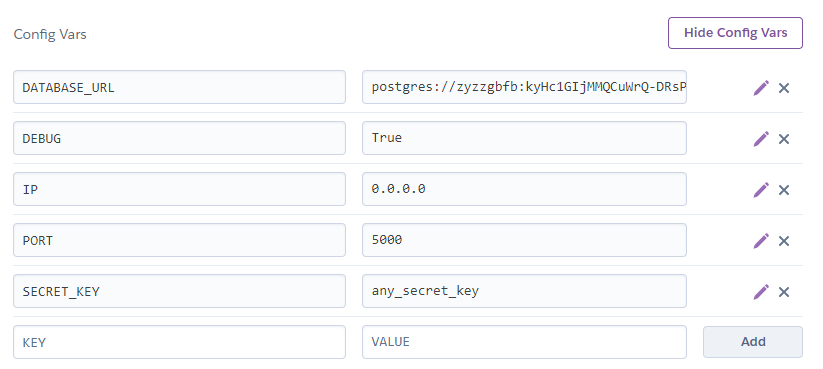 Config Vars
Hide Config Vars
DATABASE_URL
postgres://zyzzgbfb:kyHc1GIjMMQCuWrQ-DRsP
DEBUG
True
IP
0.0.0.0
PORT
5000
SECRET_KEY
any_secret_key
KEY
VALUE
Add